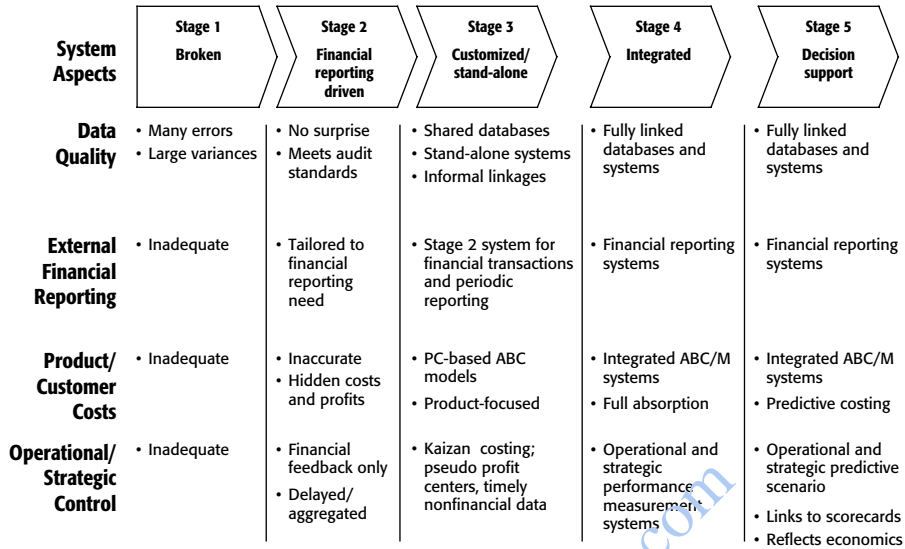 System
Aspects
Stage 1
Broken
Stage 2
Financial
reporting
driven
Stage 3
Customized/
stand-alone
Stage 4
Integrated
Stage 5
Decision
support
Data
Quality
• Many errors
• Large variances
• No surprise
• Meets audit
standards
• Shared databases
• Stand-alone systems
• Informal linkages
• Fully linked
databases and
systems
• Fully linked
databases and
systems
External
Financial
Reporting
• Inadequate
• Tailored to
financial
reporting
need
• Stage 2 system for
financial transactions
and periodic
reporting
• Financial reporting
systems
• Financial reporting
systems
Product/
Customer
Costs
• Inadequate
• Inaccurate
• Hidden costs
and profits
• PC-based ABC
models
• Product-focused
• Integrated ABC/M
systems
• Full absorption
• Integrated ABC/M
systems
• Predictive costing
Operational/
Strategic
Control
• Inadequate
• Financial
feedback only
• Delayed/
aggregated
• Kaizan costing;
pseudo profit
centers, timely
nonfinancial data
• Operational and
strategic
performance
measurement
systems
• Operational and
strategic predictive
scenario
• Links to scorecards
• Reflects economics
.com